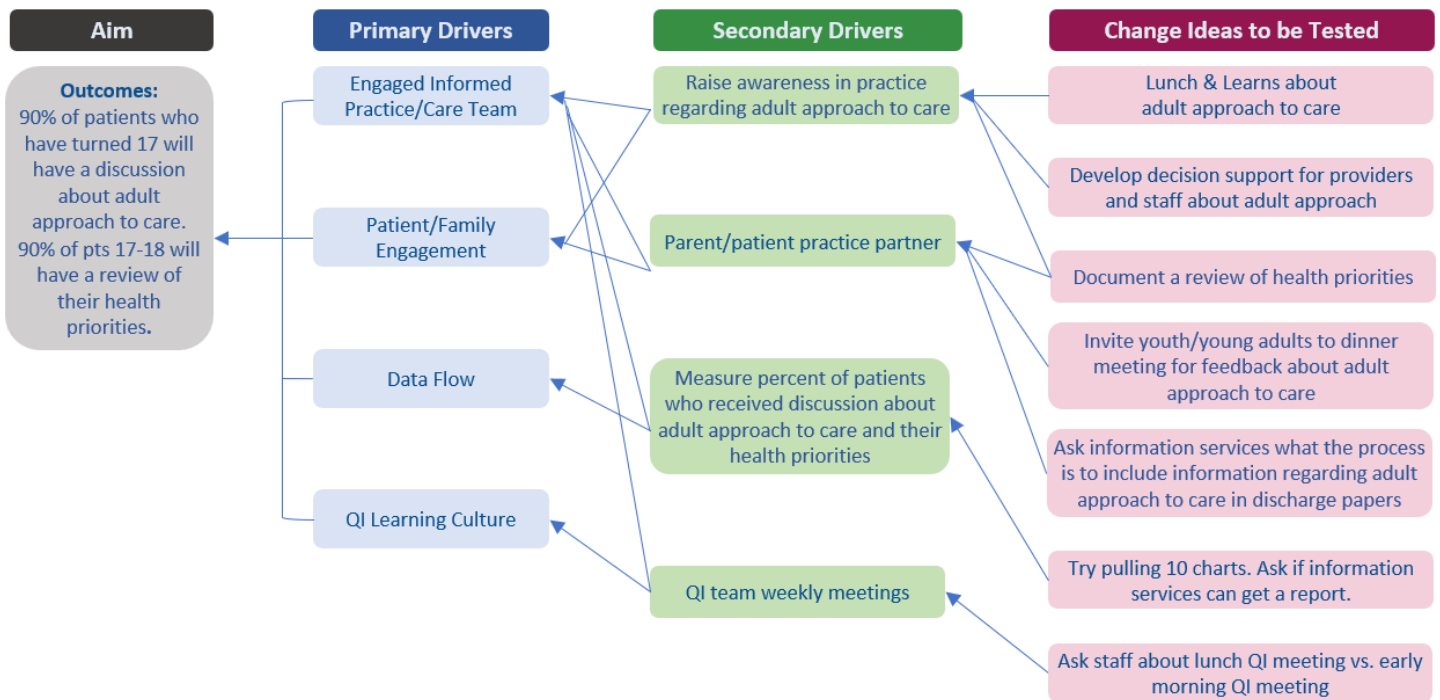 Aim
Primary Drivers
Secondary Drivers
Change Ideas to be Tested
Outcomes:
90% of patients who
have turned 17 will
have a discussion
about adult
approach to care.
90% of pts 17-18 will
have a review of
their health
priorities.
Engaged Informed
Practice/Care Team
Patient/Family
Engagement
Data Flow
QI Learning Culture
Raise awareness in practice
regarding adult approach to care
Parent/patient practice partner
Measure percent of patients
who received discussion about
adult approach to care and their
health priorities
QI team weekly meetings
Lunch & Learns about
adult approach to care
Develop decision support for providers
and staff about adult approach
Document a review of health priorities
Invite youth/young adults to dinner
meeting for feedback about adult
approach to care
Ask information services what the process
is to include information regarding adult
approach to care in discharge papers
Try pulling 10 charts. Ask if information
services can get a report.
Ask staff about lunch QI meeting vs. early
morning QI meeting